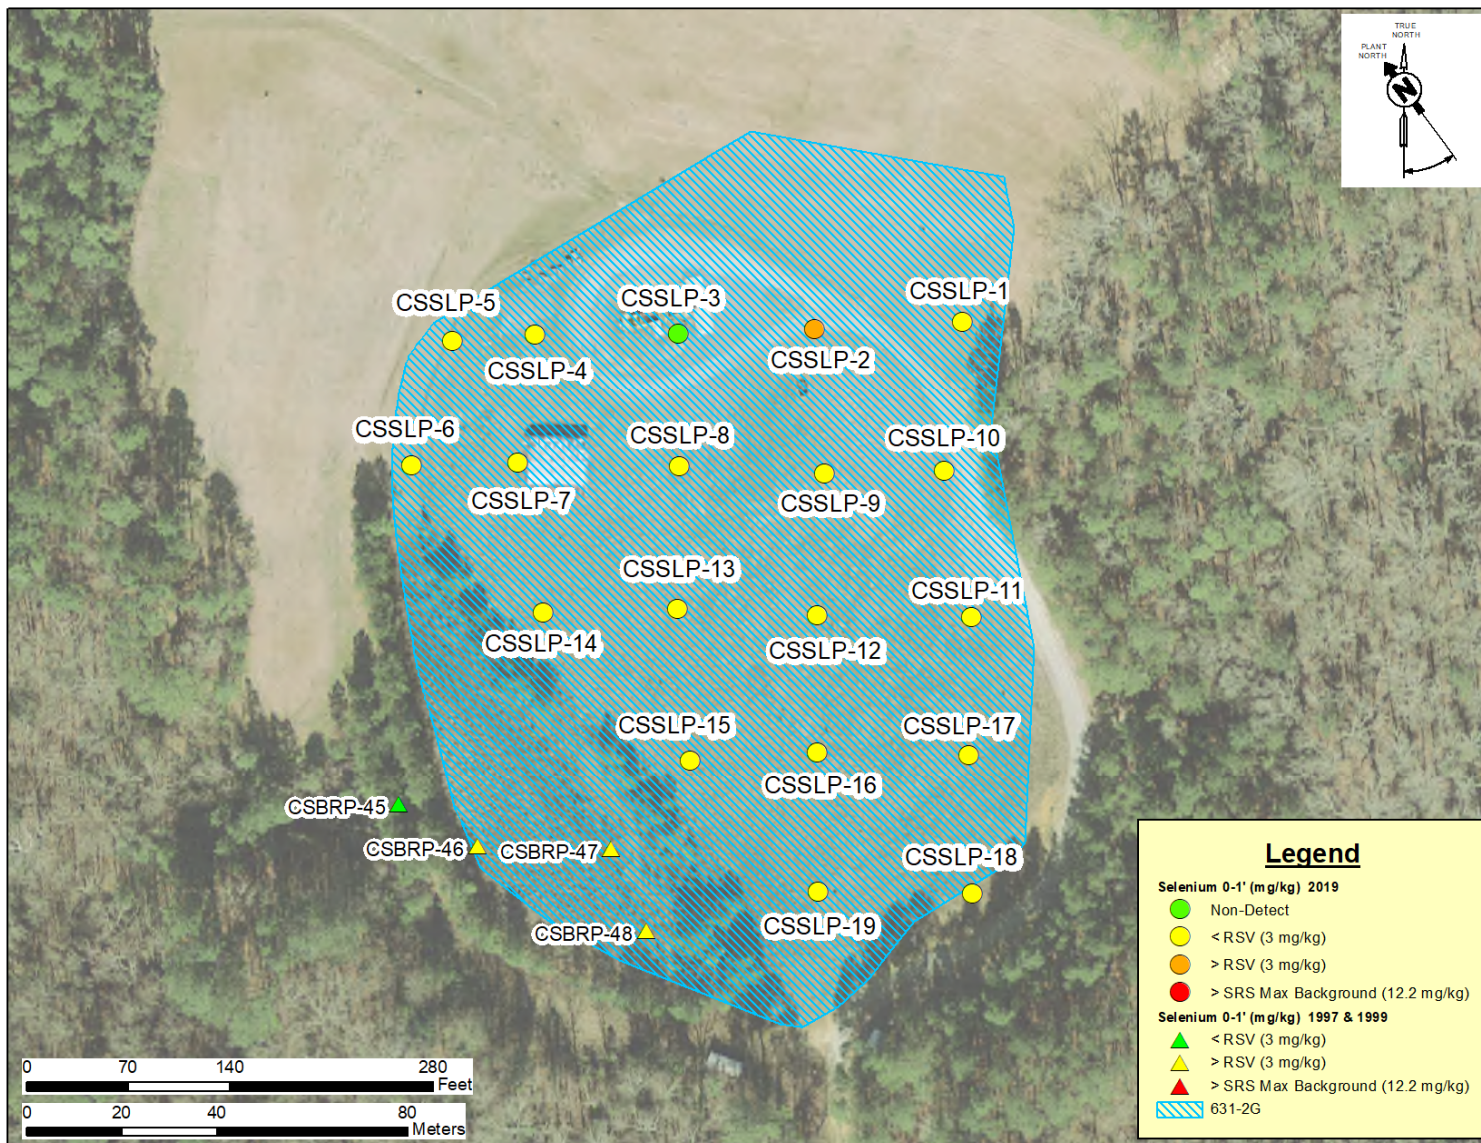 TRUE
NORTH
PLANT
NORTH
N
CSSLP-1
CSSLP-3
CSSLP-5
CSSLP-2
CSSLP-4
CSSLP-6
CSSLP-8
CSSLP-10
CSSLP-7
CSSLP-9
CSSLP-13
CSSLP-11
CSSLP-14
CSSLP-12
CSSLP-15
CSSLP-17
CSSLP-16
CSBRP-45
CSBRP-46
CSBRP-47
CSSLP-18
CSSLP-19
CSBRP-48
Legend
Selenium 0-1' (mg/kg) 2019
Non-Detect
< RSV (3 mg/kg)
> RSV (3 mg/kg)
> SRS Max Background (12.2 mg/kg)
Selenium 0-1' (mg/kg) 1997 & 1999
< RSV (3 mg/kg)
> RSV (3 mg/kg)
> SRS Max Background (12.2 mg/kg)
631-2G
0 70 140 280
Feet
0 20 40 80
Meters